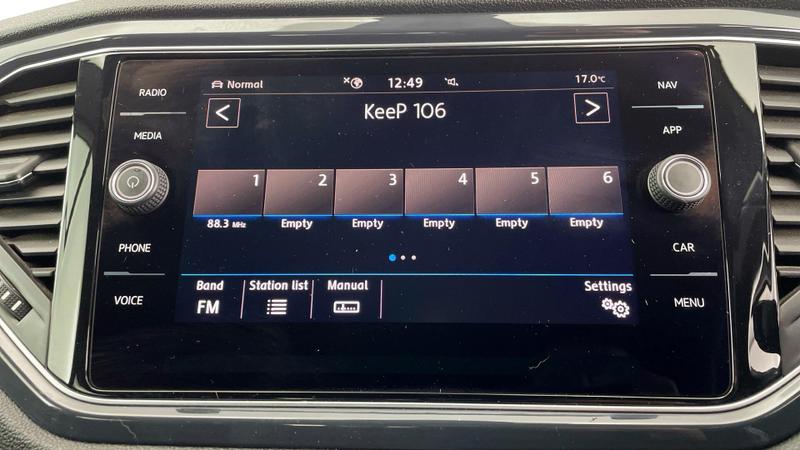 RADIO
MEDIA
PHONE
VOICE
Normal 12:49 17.0°C
< KeeP 106 >
1 2 3 4 5 6
88.3 MHz Empty Empty Empty Empty Empty
Band Station list Manual Settings
FM
NAV
APP
CAR
MENU